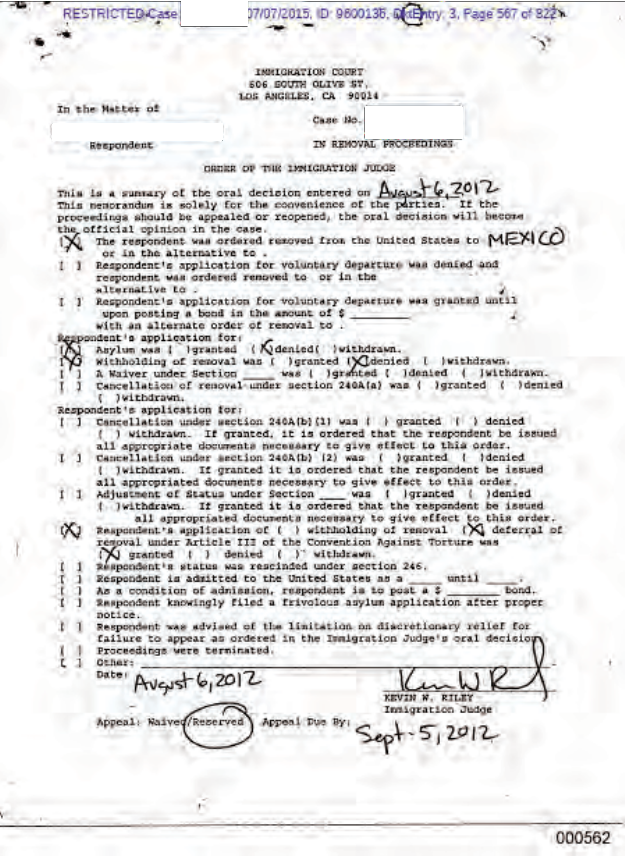 RESTRICTED Case 07/07/2015, ID: 9600136, DktEntry: 3, Page 567 of 822
IMMIGRATION COURT
606 SOUTH OLIVE ST.
LOS ANGELES, CA 90014
In the Matter of
Case No.
Respondent IN REMOVAL PROCEEDINGS
ORDER OF THE IMMIGRATION JUDGE
This is a summary of the oral decision entered on August 6, 2012
This memorandum is solely for the convenience of the parties. If the
proceedings should be appealed or reopened, the oral decision will become
the official opinion in the case.
[X] The respondent was ordered removed from the United States to MEXICO
or in the alternative to .
[ ] Respondent's application for voluntary departure was denied and
respondent was ordered removed to or in the
alternative to .
[ ] Respondent's application for voluntary departure was granted until
upon posting a bond in the amount of $ ________
with an alternate order of removal to .
Respondent's application for:
[X] Asylum was ( )granted (X)denied( )withdrawn.
[X] Withholding of removal was ( )granted (X)denied ( )withdrawn.
[ ] A Waiver under Section ____ was ( )granted ( )denied ( )withdrawn.
[ ] Cancellation of removal under section 240A(a) was ( )granted ( )denied
( )withdrawn.
Respondent's application for:
[ ] Cancellation under section 240A(b)(1) was ( ) granted ( ) denied
( ) withdrawn. If granted, it is ordered that the respondent be issued
all appropriate documents necessary to give effect to this order.
[ ] Cancellation under section 240A(b) (2) was ( )granted ( )denied
( )withdrawn. If granted it is ordered that the respondent be issued
all appropriated documents necessary to give effect to this order.
[ ] Adjustment of Status under Section ____ was ( )granted ( )denied
( )withdrawn. If granted it is ordered that the respondent be issued
all appropriated documents necessary to give effect to this order.
[X] Respondent's application of ( ) withholding of removal (X) deferral of
removal under Article III of the Convention Against Torture was
(X) granted ( ) denied ( ) withdrawn.
[ ] Respondent's status was rescinded under section 246.
[ ] Respondent is admitted to the United States as a ____ until ____.
[ ] As a condition of admission, respondent is to post a $ _______ bond.
[ ] Respondent knowingly filed a frivolous asylum application after proper
notice.
[ ] Respondent was advised of the limitation on discretionary relief for
failure to appear as ordered in the Immigration Judge's oral decision.
[ ] Proceedings were terminated.
[ ] Other: ________
Date: August 6, 2012
KEVIN W. RILEY
Immigration Judge
Appeal: Waived/Reserved Appeal Due By: Sept. 5, 2012
000562